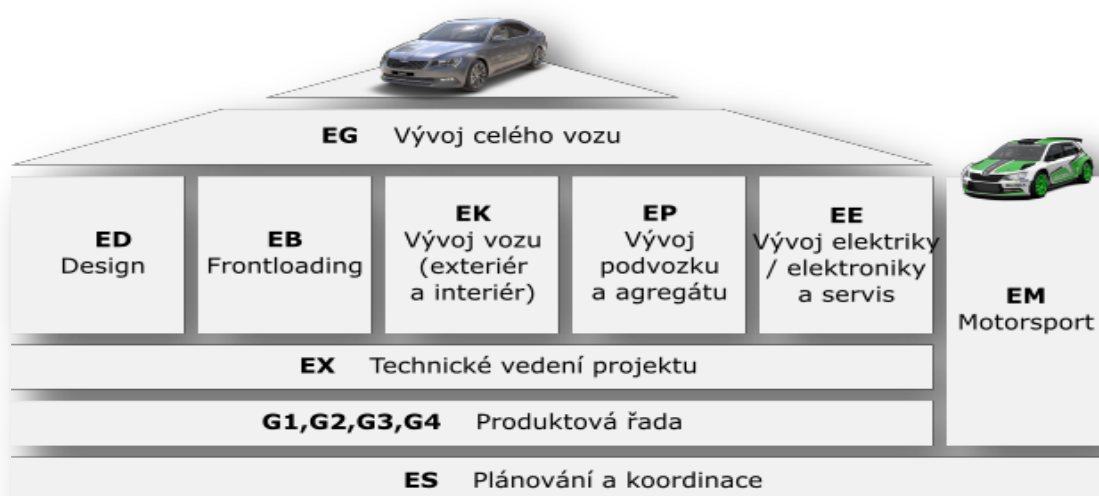 EG Vývoj celého vozu
ED
Design
EB
Frontloading
EK
Vývoj vozu
(exteriér
a interiér)
EP
Vývoj
podvozku
a agregátu
EE
Vývoj elektriky
/ elektroniky
a servis
EM
Motorsport
EX Technické vedení projektu
G1,G2,G3,G4 Produktová řada
ES Plánování a koordinace